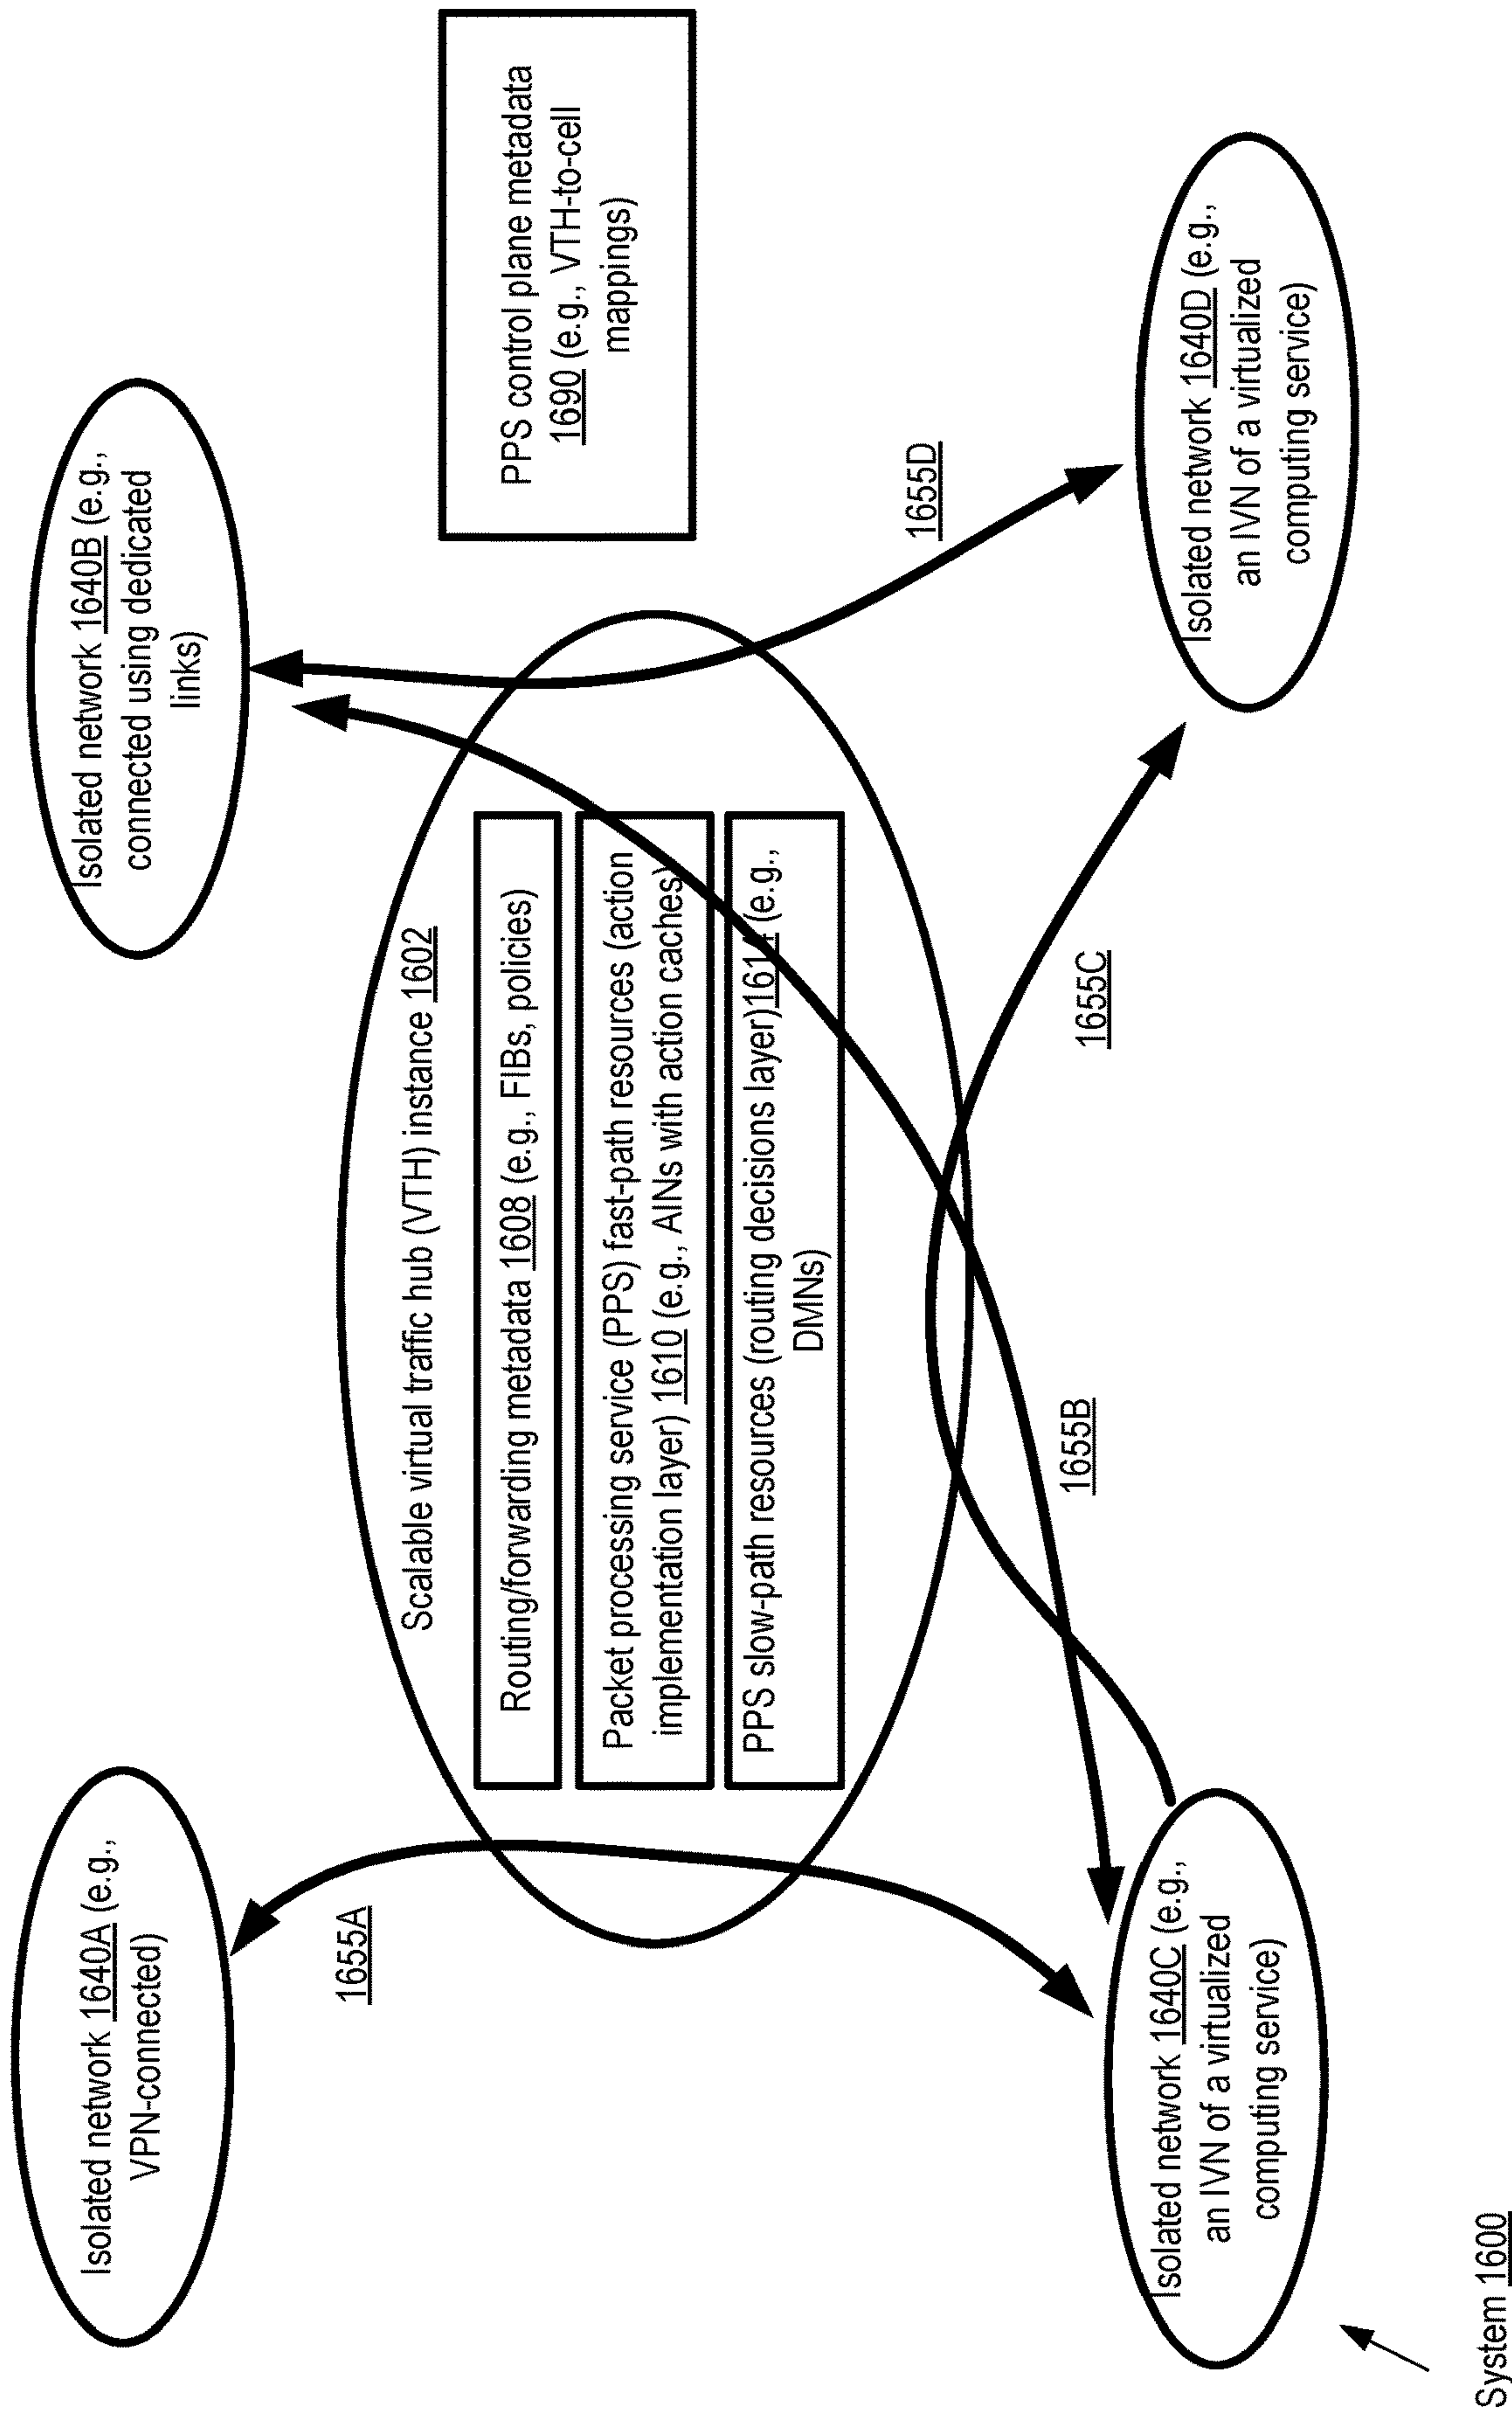 Isolated network 1640A (e.g.,
VPN-connected)
Isolated network 1640B (e.g.,
connected using dedicated
links)
1655A
Scalable virtual traffic hub (VTH) instance 1602
Routing/forwarding metadata 1608 (e.g., FIBs, policies)
Packet processing service (PPS) fast-path resources (action
implementation layer) 1610 (e.g., AINs with action caches)
PPS slow-path resources (routing decisions layer) (e.g.,
DMNs)
PPS control plane metadata
1690 (e.g., VTH-to-cell
mappings)
1655D
1655B
1655C
Isolated network 1640C (e.g.,
an IVN of a virtualized
computing service)
Isolated network 1640D (e.g.,
an IVN of a virtualized
computing service)
System 1600